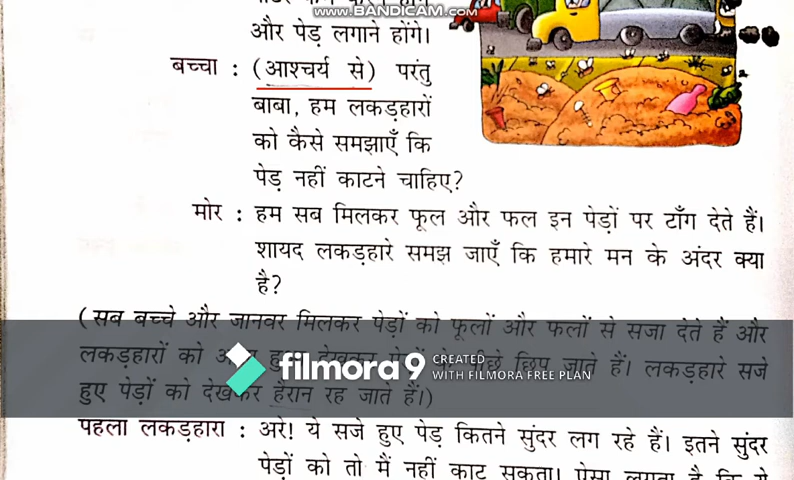 www.BANDICAM.com
और पेड़ लगाने होंगे।
बच्चा : (आश्चर्य से) परंतु
बाबा, हम लकड़हारों
को कैसे समझाएँ कि
पेड़ नहीं काटने चाहिए?
मोर : हम सब मिलकर फूल और फल इन पेड़ों पर टाँग देते हैं।
शायद लकड़हारे समझ जाएँ कि हमारे मन के अंदर क्या
है?
(सब बच्चे और जानवर मिलकर पेड़ों को फूलों और फलों से सजा देते हैं और
लकड़हारों को छिप जाते हैं। लकड़हारे सजे
filmora9 CREATED
WITH FILMORA FREE PLAN
हुए पेड़ों को देखकर हैरान रह जाते हैं।)
पहला लकड़हारा : अरे! ये सजे हुए पेड़ कितने सुंदर लग रहे हैं। इतने सुंदर
पेड़ों को तो मैं नहीं काट सकता।